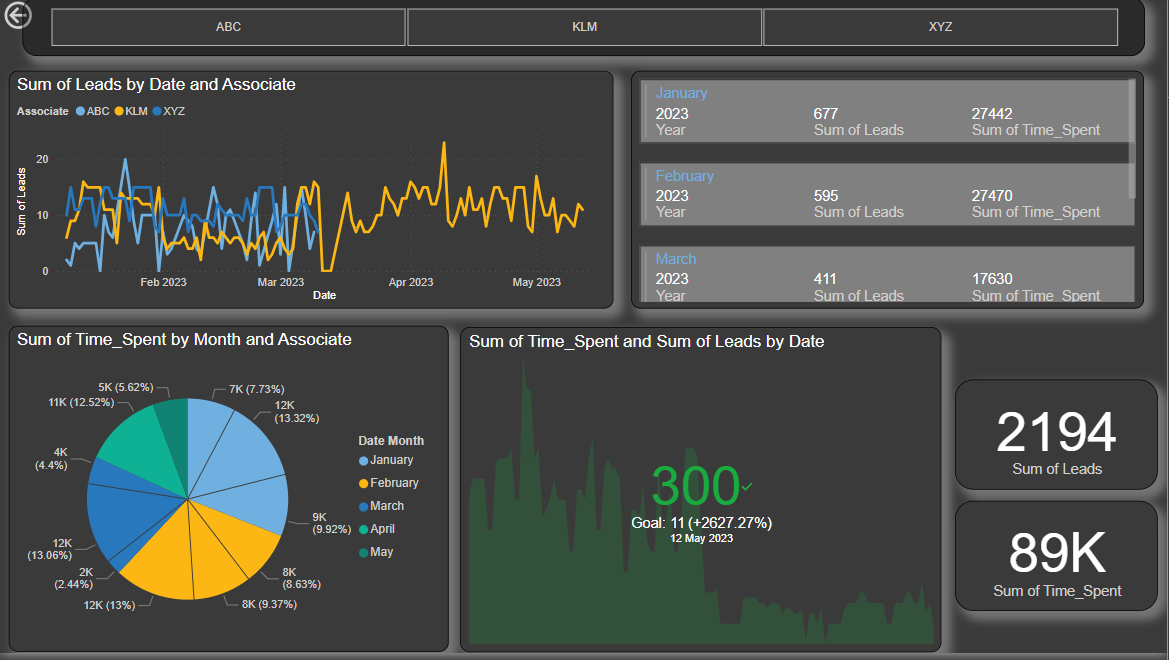 ABC
KLM
XYZ
Sum of Leads by Date and Associate
Associate ABC KLM XYZ
Sum of Leads
20
10
0
Feb 2023
Mar 2023
Apr 2023
May 2023
Date
January
2023 677 27442
Year Sum of Leads Sum of Time_Spent
February
2023 595 27470
Year Sum of Leads Sum of Time_Spent
March
2023 411 17630
Year Sum of Leads Sum of Time_Spent
Sum of Time_Spent by Month and Associate
7K (7.73%)
12K
(13.32%)
9K
(9.92%)
8K
(8.63%)
8K (9.37%)
12K (13%)
2K
(2.44%)
12K
(13.06%)
4K
(4.4%)
11K (12.52%)
5K (5.62%)
Date Month
January
February
March
April
May
Sum of Time_Spent and Sum of Leads by Date
300
Goal: 11 (+2627.27%)
12 May 2023
2194
Sum of Leads
89K
Sum of Time_Spent